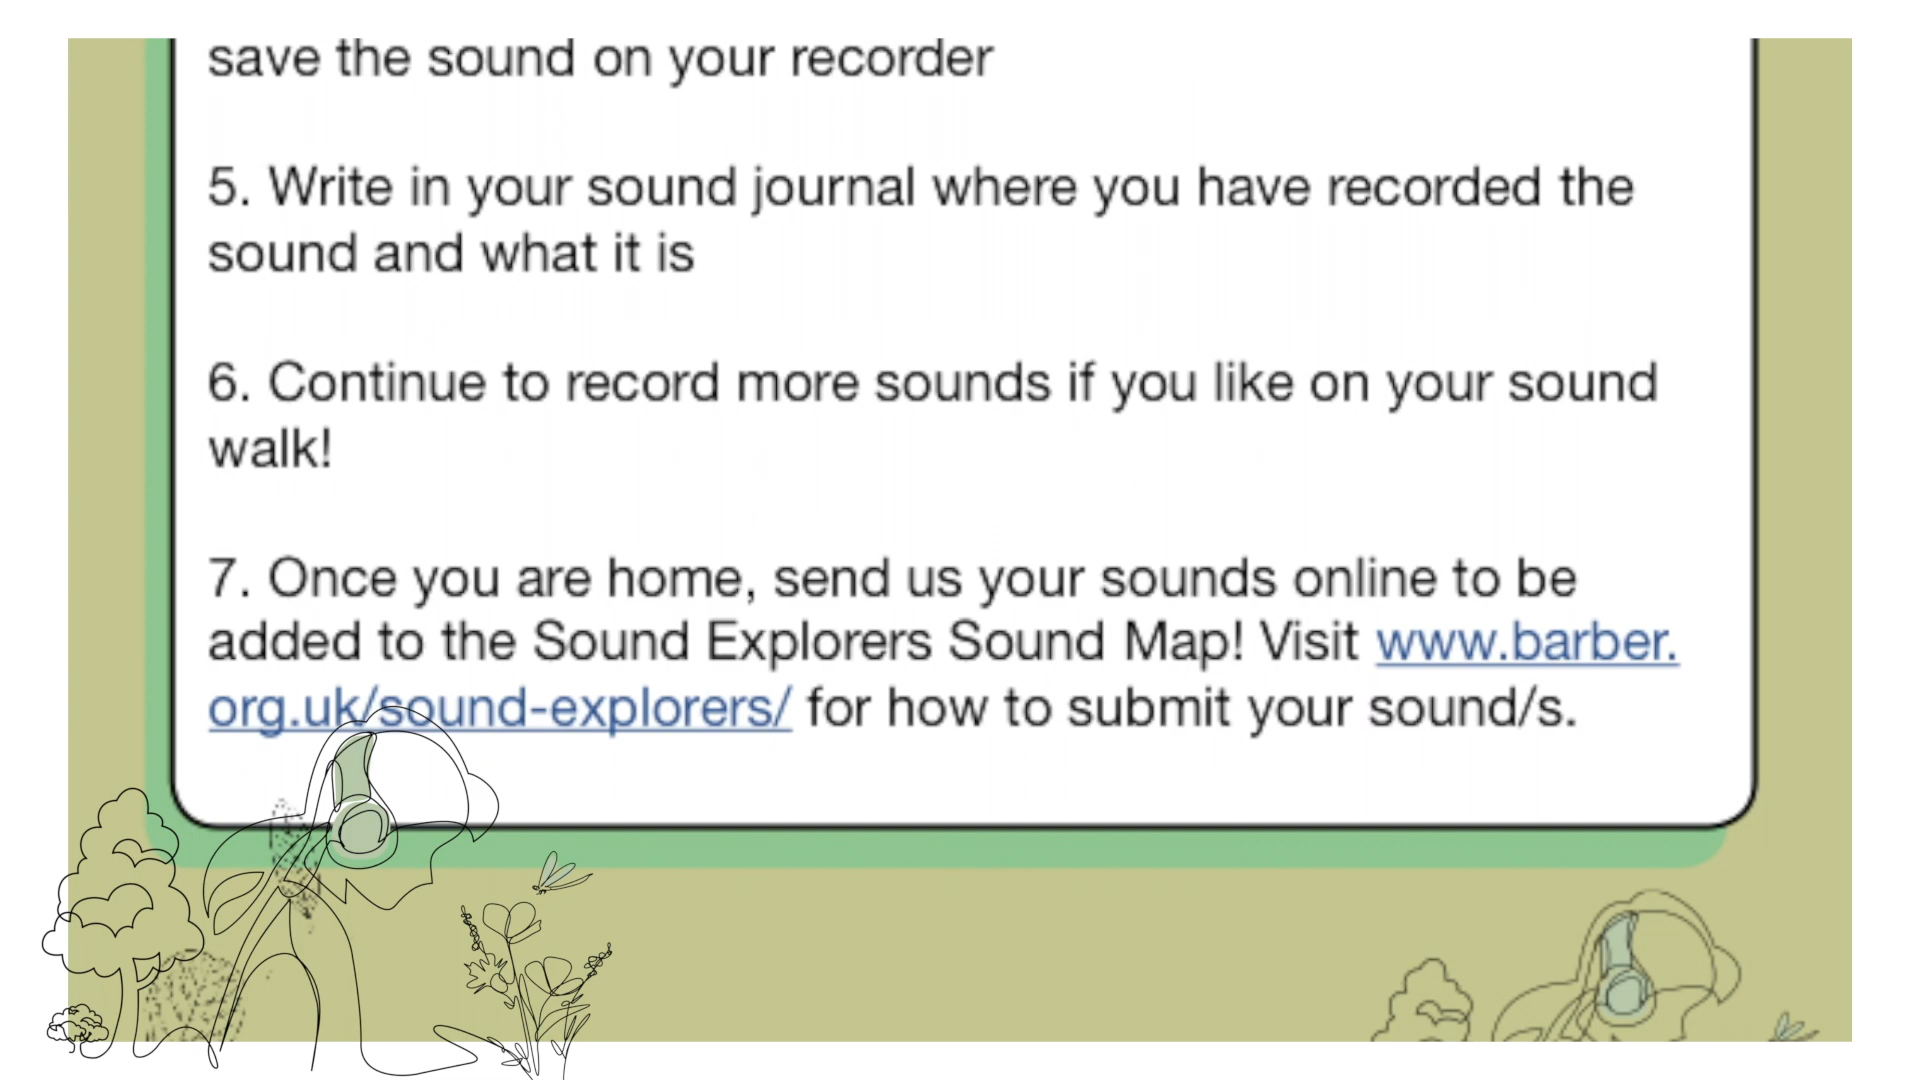 save the sound on your recorder
5. Write in your sound journal where you have recorded the
sound and what it is
6. Continue to record more sounds if you like on your sound
walk!
7. Once you are home, send us your sounds online to be
added to the Sound Explorers Sound Map! Visit www.barber.
org.uk/sound-explorers/ for how to submit your sound/s.